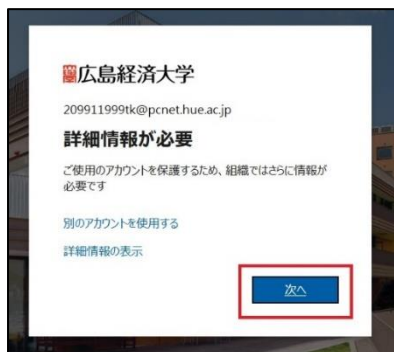 広島経済大学
209911999tk@pcnet.hue.ac.jp
詳細情報が必要
ご使用のアカウントを保護するため、組織ではさらに情報が
必要です
別のアカウントを使用する
詳細情報の表示
次へ